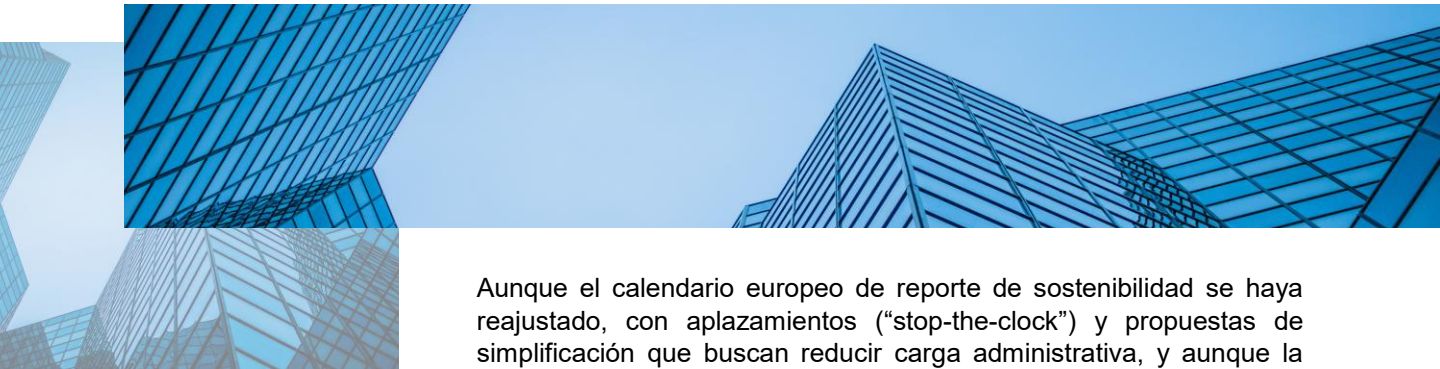 Aunque el calendario europeo de reporte de sostenibilidad se haya
reajustado, con aplazamientos (“stop-the-clock”) y propuestas de
simplificación que buscan reducir carga administrativa, y aunque la